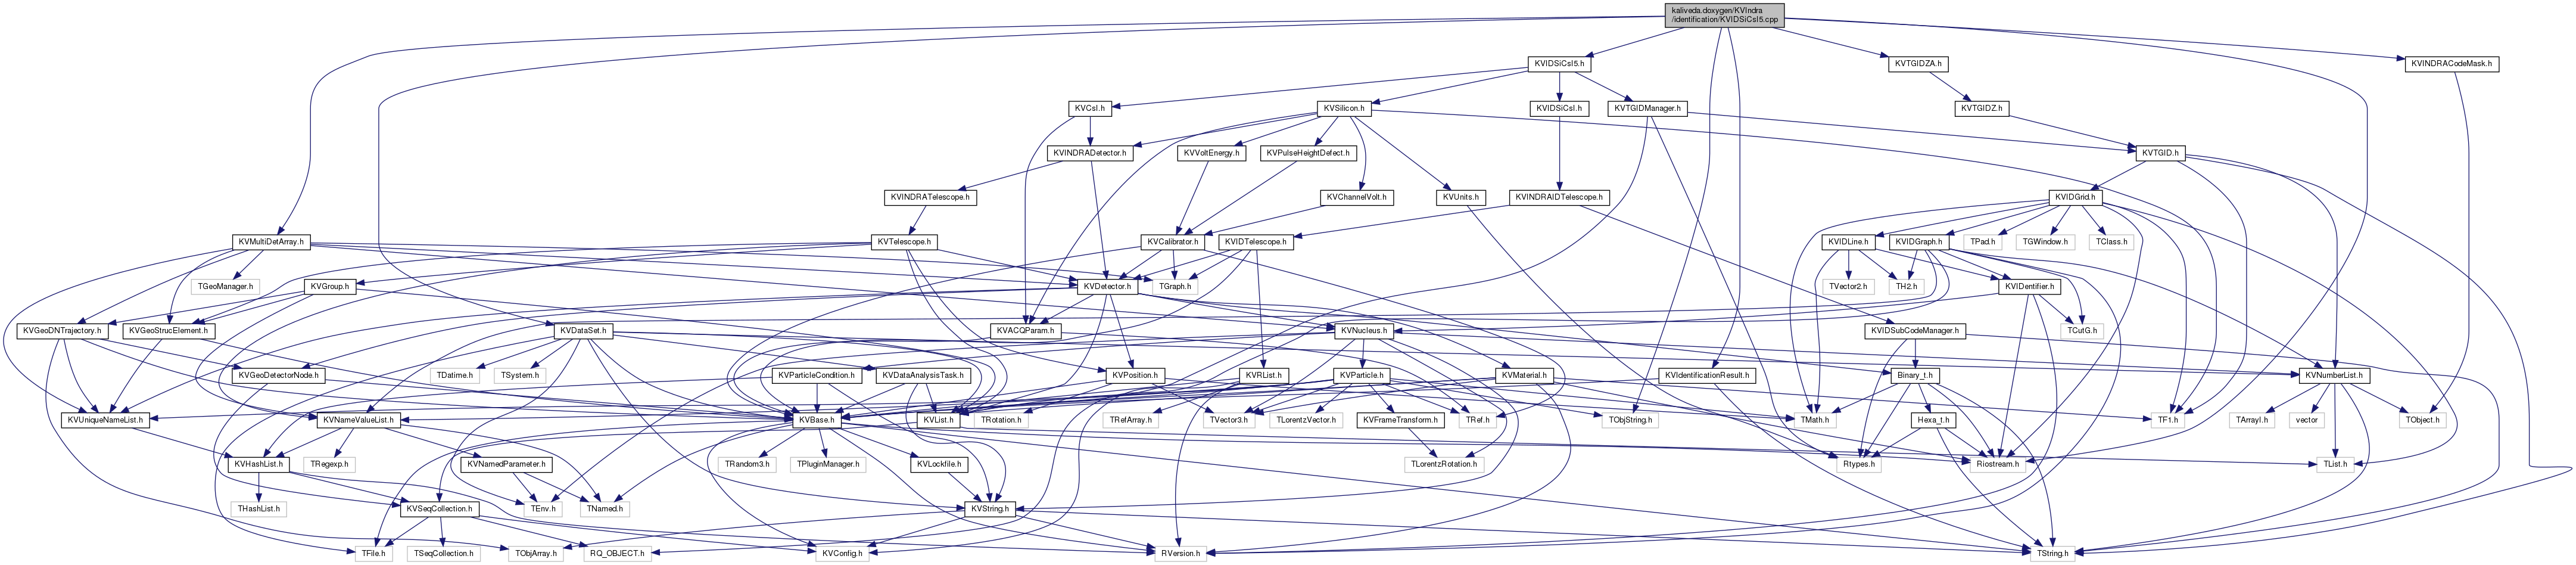 kaliveda.doxygen/KVIndra
/identification/KVIDSiCsI5.cpp
KVIDSiCsI5.h
KVTGIDZA.h
KVINDRACodeMask.h
KVCsI.h
KVSilicon.h
KVIDSiCsI.h
KVTGIDManager.h
KVTGIDZ.h
KVINDRADetector.h
KVVoltEnergy.h
KVPulseHeightDefect.h
KVTGID.h
KVINDRATelescope.h
KVChannelVolt.h
KVUnits.h
KVINDRAIDTelescope.h
KVIDGrid.h
KVMultiDetArray.h
KVTelescope.h
KVCalibrator.h
KVIDTelescope.h
KVIDLine.h
KVIDGraph.h
TPad.h
TGWindow.h
TClass.h
TGeoManager.h
KVGroup.h
KVDetector.h
TGraph.h
TVector2.h
TH2.h
KVIDentifier.h
KVGeoDNTrajectory.h
KVGeoStrucElement.h
KVDataSet.h
KVACQParam.h
KVNucleus.h
KVIDSubCodeManager.h
TCutG.h
KVGeoDetectorNode.h
TDatime.h
TSystem.h
KVParticleCondition.h
KVDataAnalysisTask.h
KVPosition.h
KVRList.h
KVParticle.h
KVMaterial.h
KVIdentificationResult.h
Binary_t.h
KVNumberList.h
KVUniqueNameList.h
KVNameValueList.h
KVBase.h
KVList.h
TRotation.h
TRefArray.h
TVector3.h
TLorentzVector.h
KVFrameTransform.h
TRef.h
TObjString.h
TMath.h
Hexa_t.h
TF1.h
TArrayI.h
vector
TObject.h
KVHashList.h
TRegexp.h
KVNamedParameter.h
TRandom3.h
TPluginManager.h
KVLockfile.h
TLorentzRotation.h
Rtypes.h
Riostream.h
TList.h
THashList.h
KVSeqCollection.h
TEnv.h
TNamed.h
KVString.h
TFile.h
TSeqCollection.h
TObjArray.h
RQ_OBJECT.h
KVConfig.h
RVersion.h
TString.h